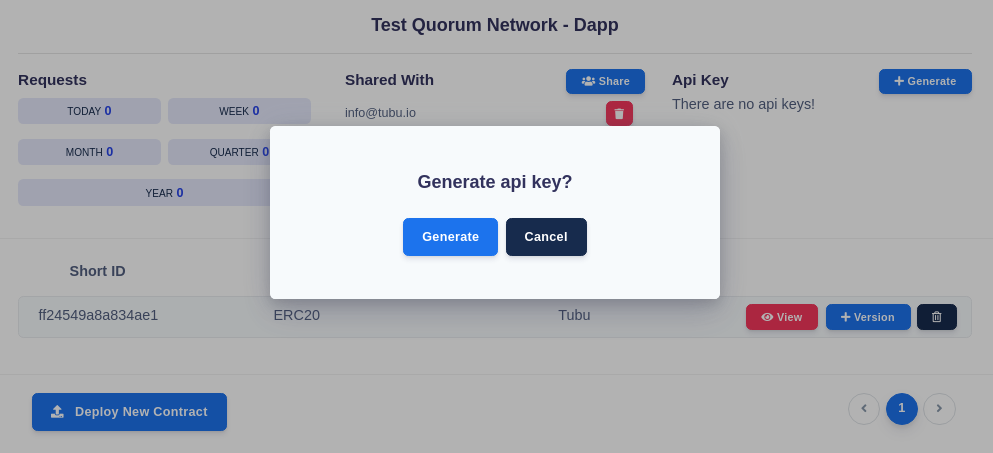 Test Quorum Network - Dapp
Requests
TODAY 0
WEEK 0
MONTH 0
QUARTER 0
YEAR 0
Shared With
Share
info@tubu.io
Api Key
Generate
There are no api keys!
Generate api key?
Generate
Cancel
Short ID
ff24549a8a834ae1
ERC20
Tubu
View
Version
Deploy New Contract
1